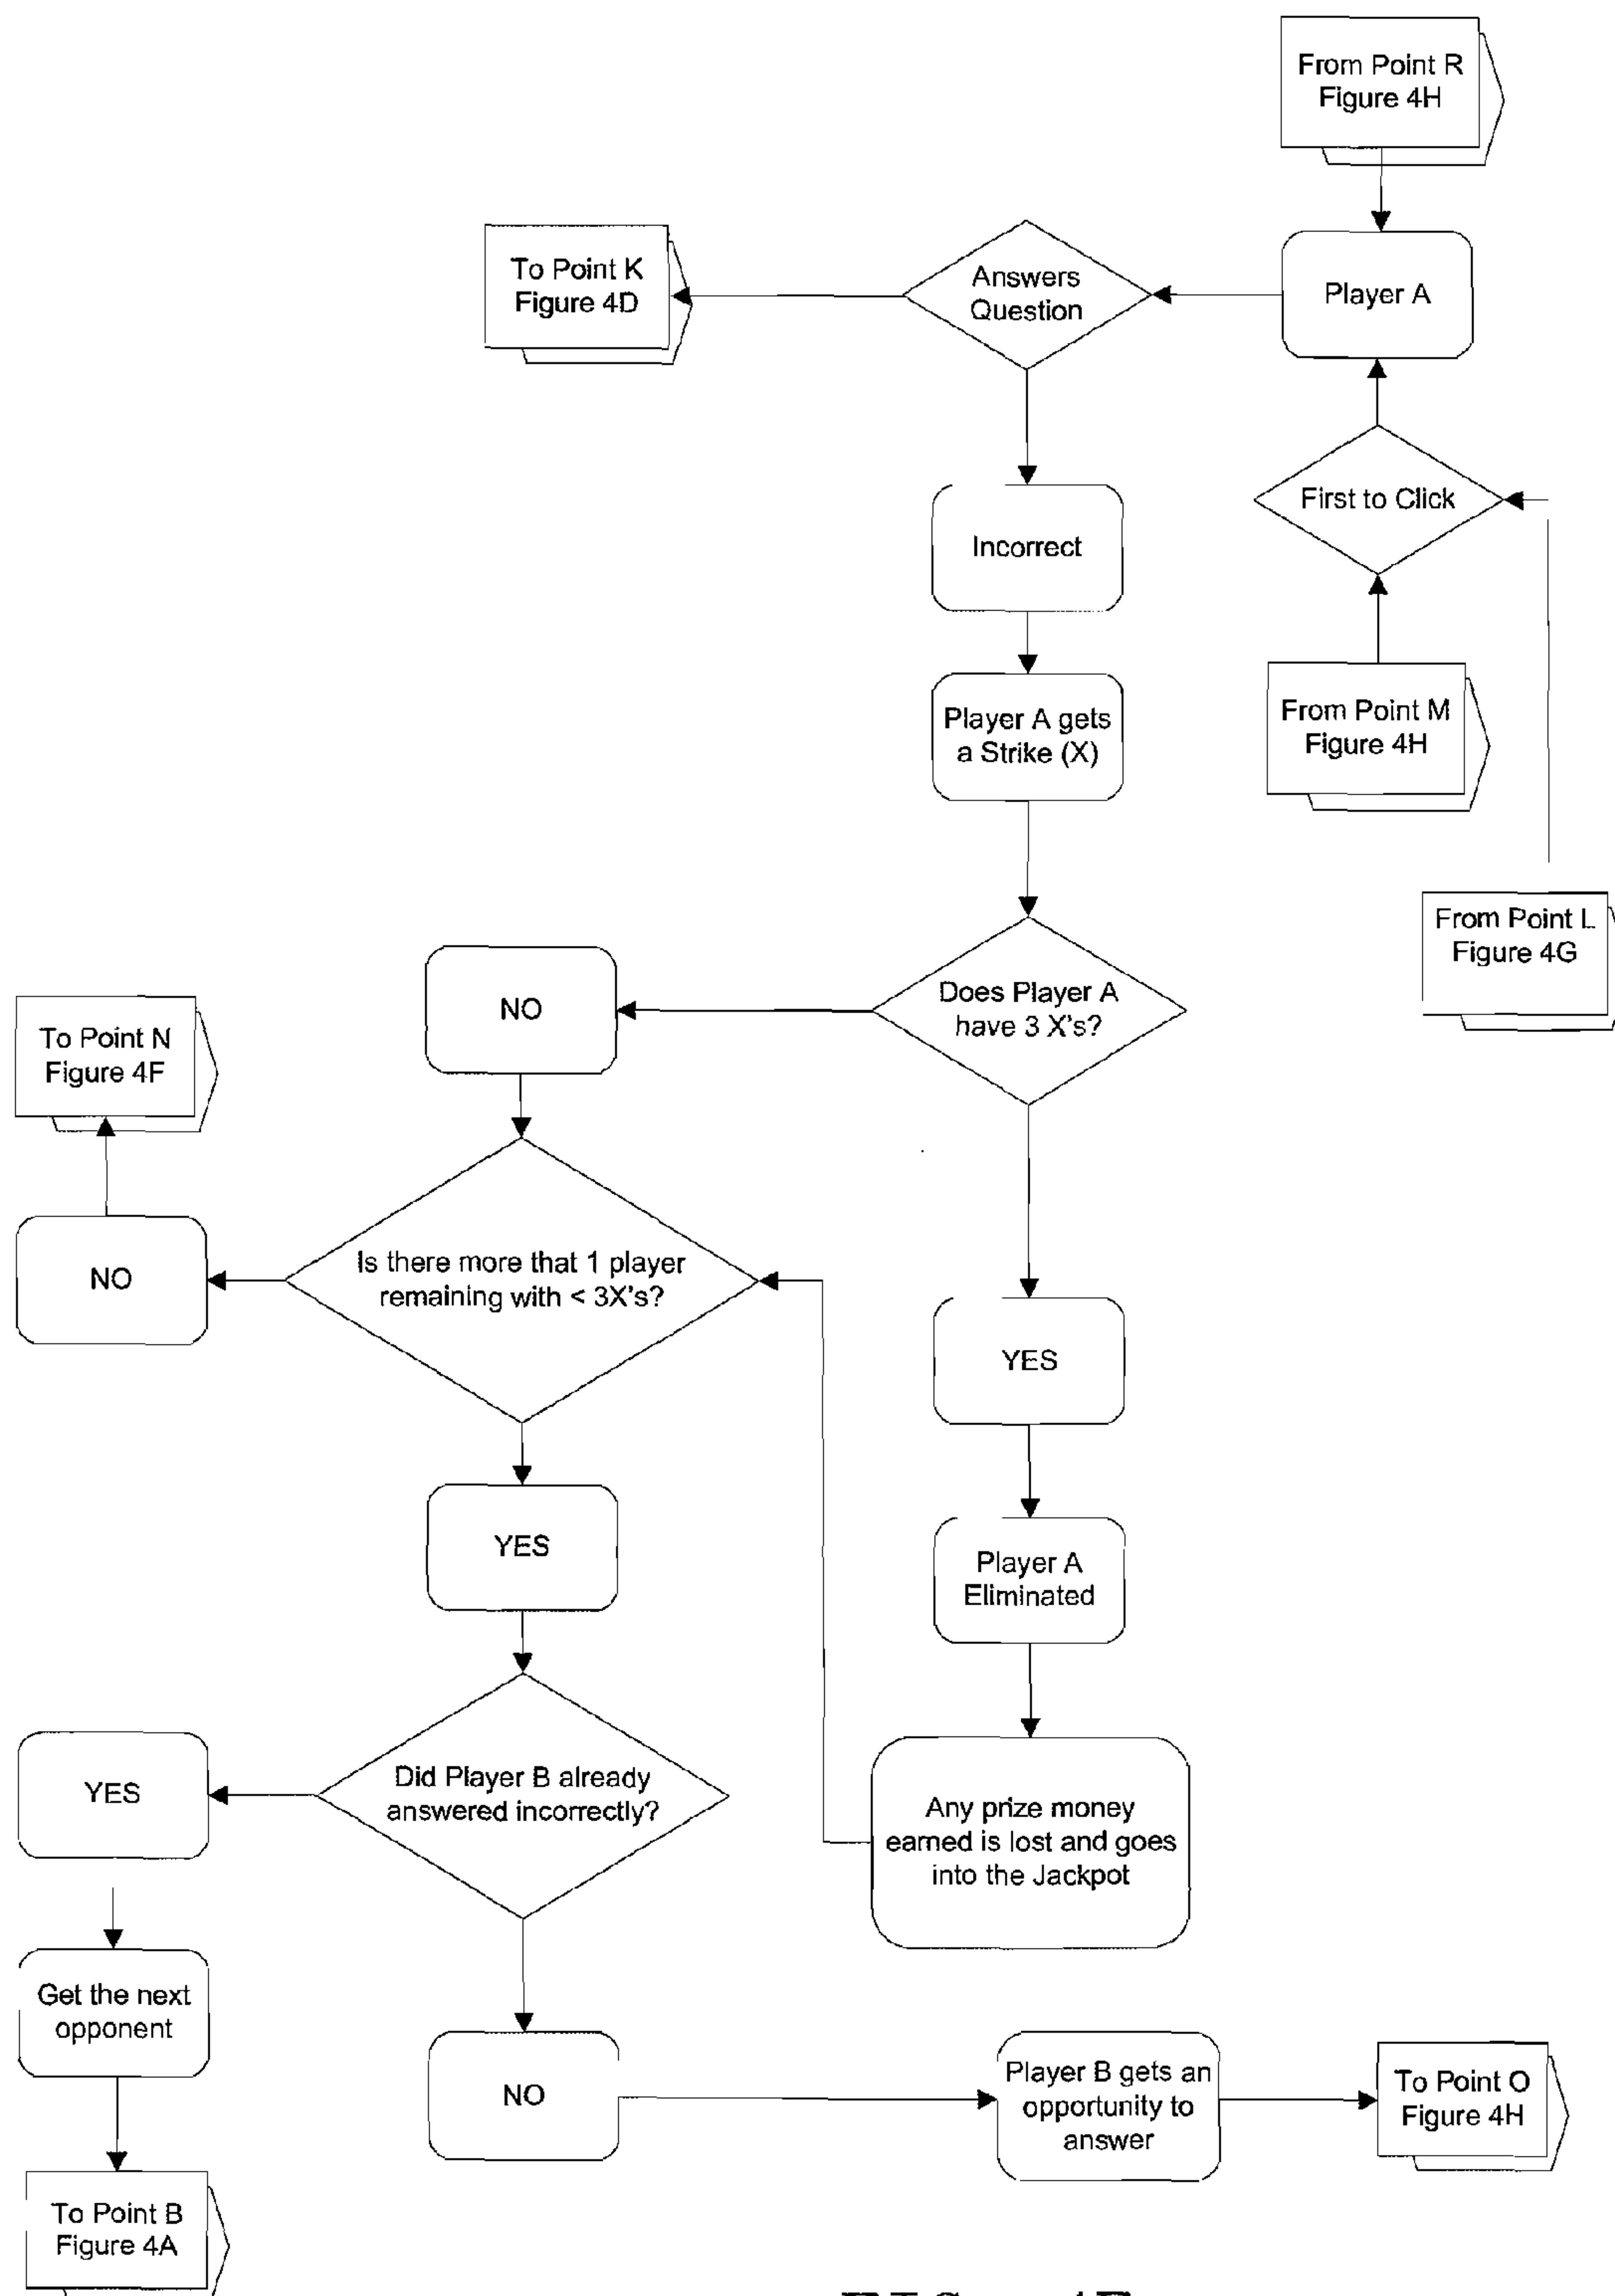 From Point R
Figure 4H
To Point K
Figure 4D
Answers
Question
Player A
First to Click
Incorrect
Player A gets
a Strike (X)
From Point M
Figure 4H
From Point L
Figure 4G
Does Player A
have 3 X's?
NO
To Point N
Figure 4F
Is there more that 1 player
remaining with < 3X's?
NO
YES
YES
Player A
Eliminated
Did Player B already
answered incorrectly?
YES
Any prize money
earned is lost and goes
into the Jackpot
Get the next
opponent
NO
Player B gets an
opportunity to
answer
To Point O
Figure 4H
To Point B
Figure 4A